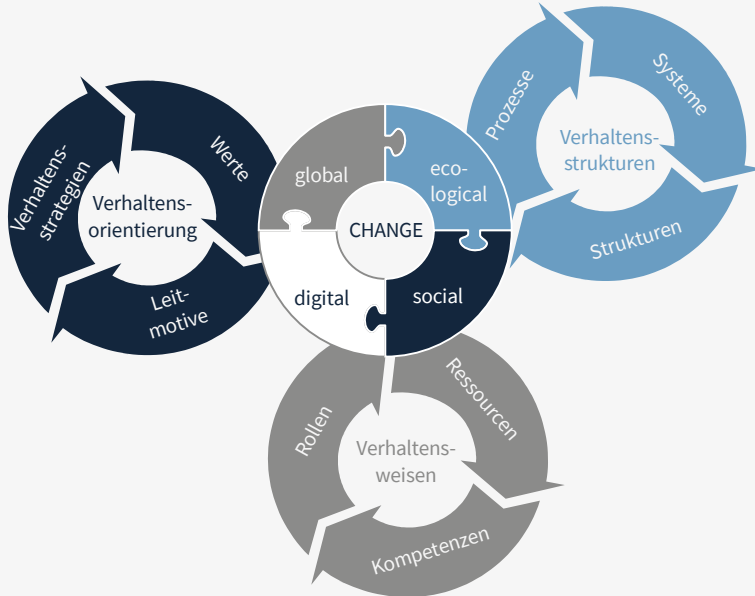 Verhaltens-
strategien
Werte
Verhaltens-
orientierung
Leit-
motive
global
eco-
logical
CHANGE
digital
social
Prozesse
Systeme
Verhaltens-
strukturen
Strukturen
Rollen
Ressourcen
Verhaltens-
weisen
Kompetenzen